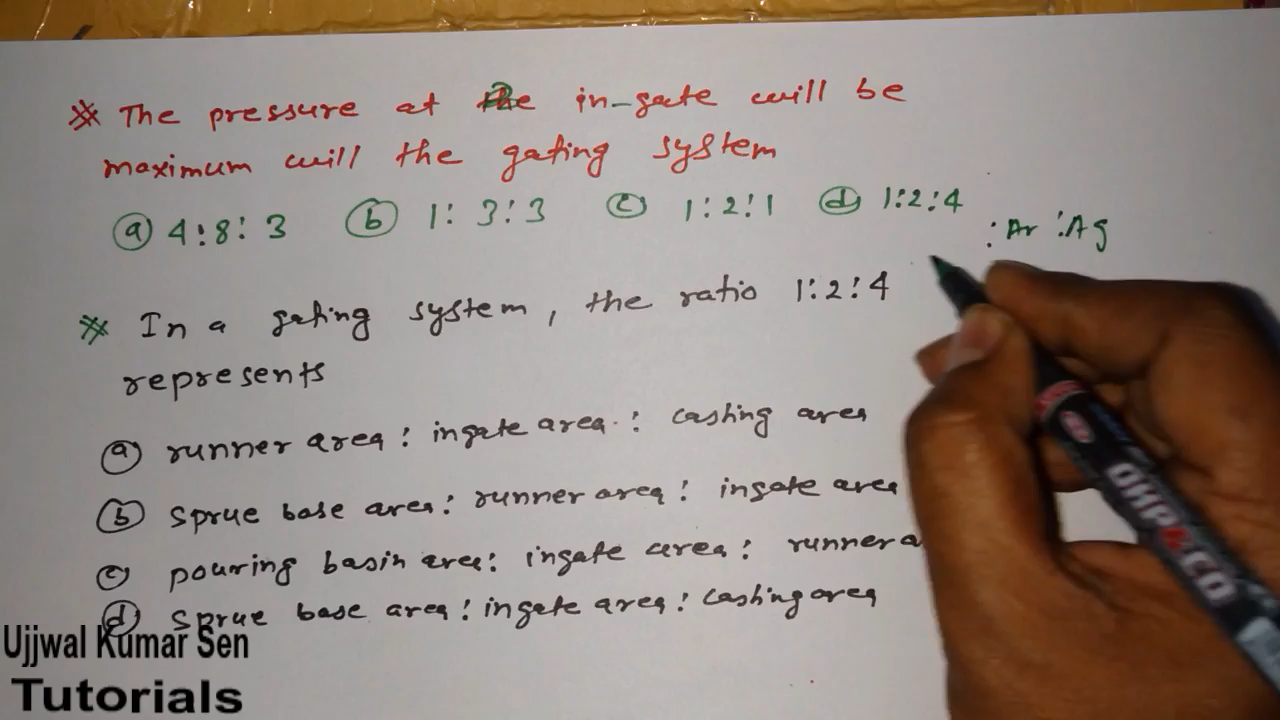 ※ The pressure at the in-gate will be
maximum will the gating system
(a) 4:8:3 (b) 1:3:3 (c) 1:2:1 (d) 1:2:4
: Ar : Ag
※ In a gating system, the ratio 1:2:4
represents
(a) runner area : ingate area : casting area
(b) sprue base area : runner area : ingate area
(c) pouring basin area : ingate area : runner a
(d) sprue base area : ingate area : casting area
OHPECO
Ujjwal Kumar Sen
Tutorials